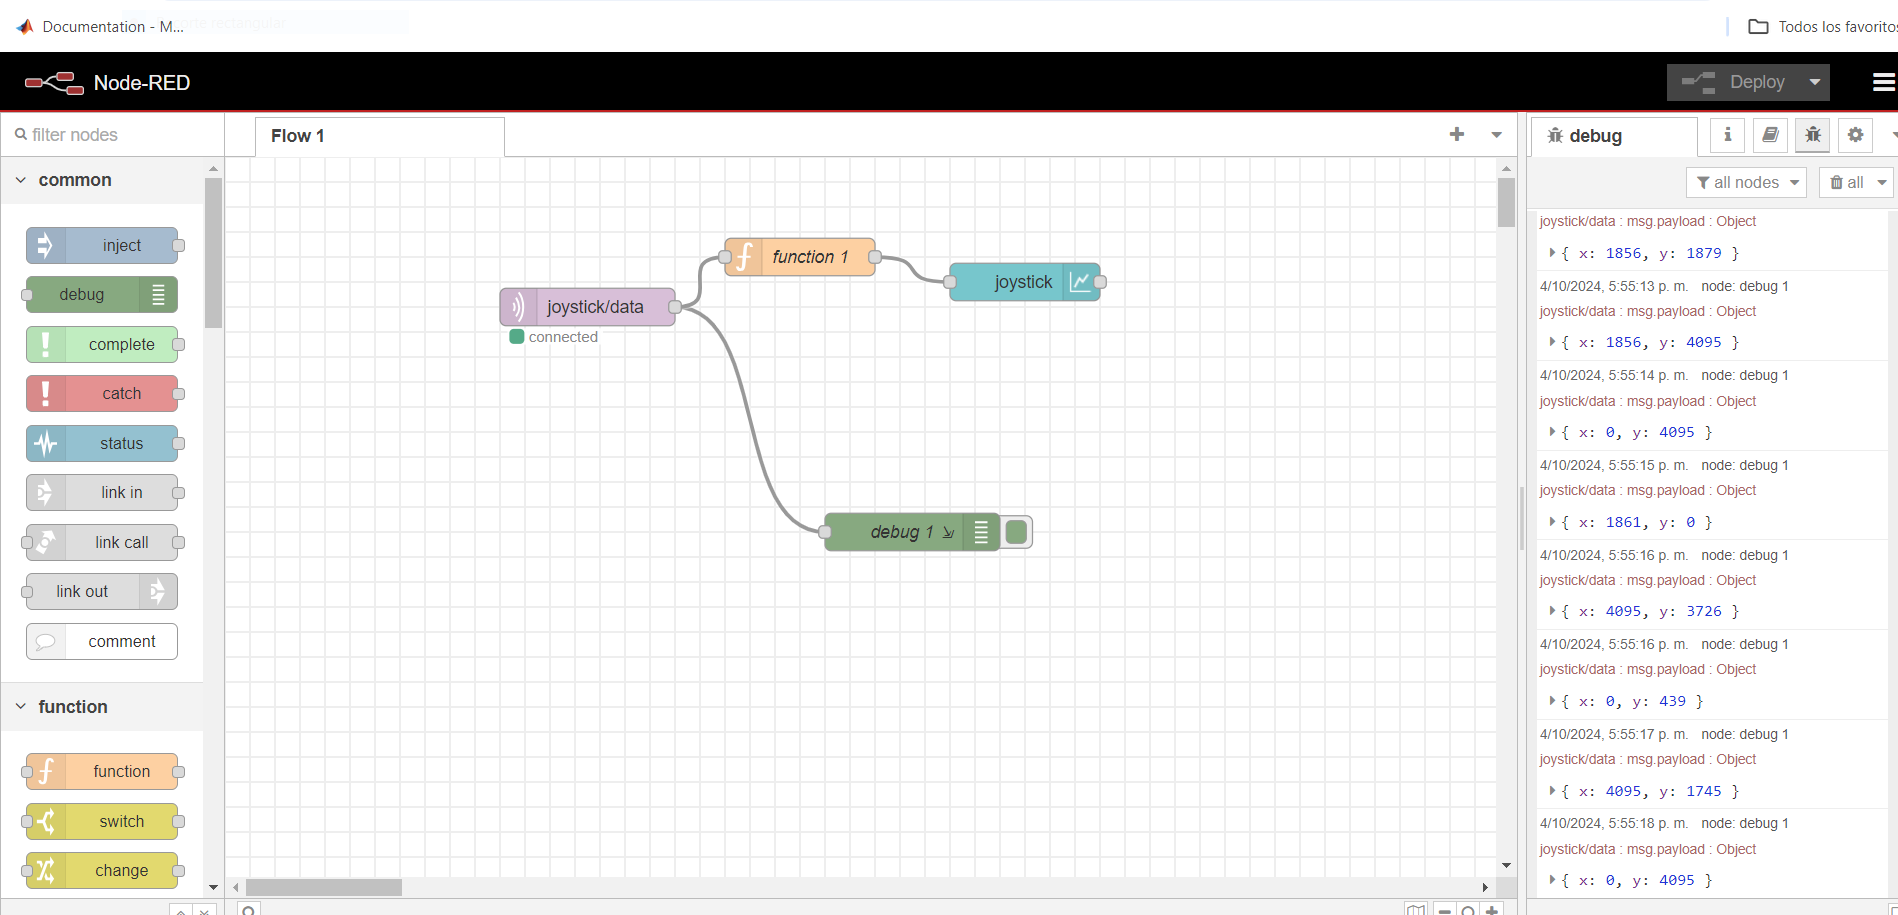 Documentation - M...
Todos los favoritos
Node-RED
Deploy
filter nodes
Flow 1
debug
all nodes
all
common
inject
debug
complete
catch
status
link in
link call
link out
comment
function
function
switch
change
joystick/data
connected
function 1
joystick
debug 1
joystick/data : msg.payload : Object
{ x: 1856, y: 1879 }
4/10/2024, 5:55:13 p. m. node: debug 1
joystick/data : msg.payload : Object
{ x: 1856, y: 4095 }
4/10/2024, 5:55:14 p. m. node: debug 1
joystick/data : msg.payload : Object
{ x: 0, y: 4095 }
4/10/2024, 5:55:15 p. m. node: debug 1
joystick/data : msg.payload : Object
{ x: 1861, y: 0 }
4/10/2024, 5:55:16 p. m. node: debug 1
joystick/data : msg.payload : Object
{ x: 4095, y: 3726 }
4/10/2024, 5:55:16 p. m. node: debug 1
joystick/data : msg.payload : Object
{ x: 0, y: 439 }
4/10/2024, 5:55:17 p. m. node: debug 1
joystick/data : msg.payload : Object
{ x: 4095, y: 1745 }
4/10/2024, 5:55:18 p. m. node: debug 1
joystick/data : msg.payload : Object
{ x: 0, y: 4095 }